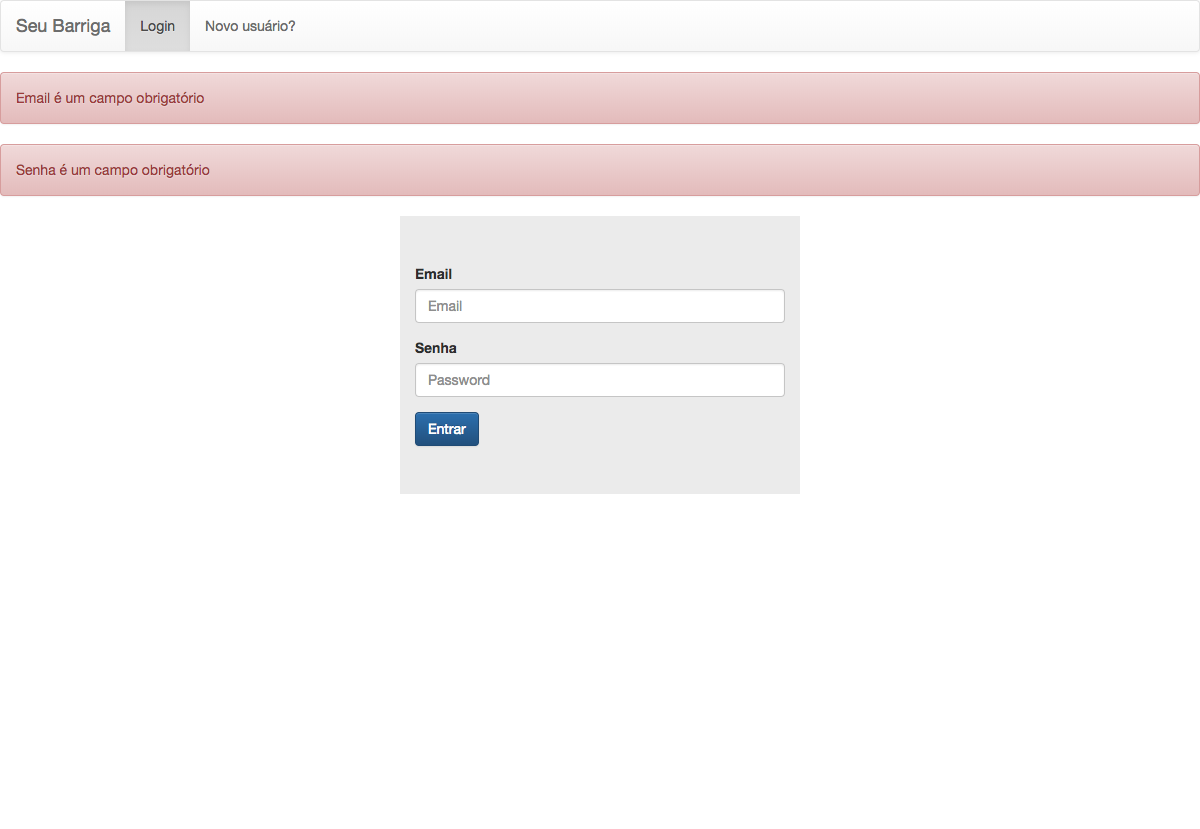 Seu Barriga Login Novo usuário?
Email é um campo obrigatório
Senha é um campo obrigatório
Email
Email
Senha
Password
Entrar